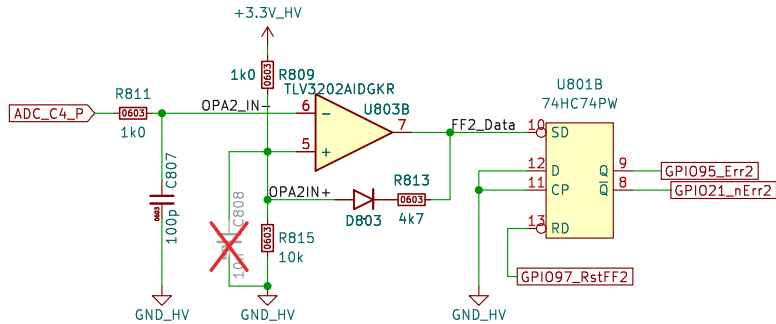 +3.3V_HV
R811
0603
1k0
ADC_C4_P
C807
0603
100p
GND_HV
1k0
0603
R809
TLV3202AIDGKR
U803B
OPA2_IN-
6
-
5
+
7
FF2_Data
OPA2IN+
D803
R813
0603
4k7
C808
R815
0603
10k
GND_HV
U801B
74HC74PW
10
SD
12
D
11
CP
13
RD
Q
9
Q
8
GPIO95_Err2
GPIO21_nErr2
GPIO97_RstFF2
GND_HV